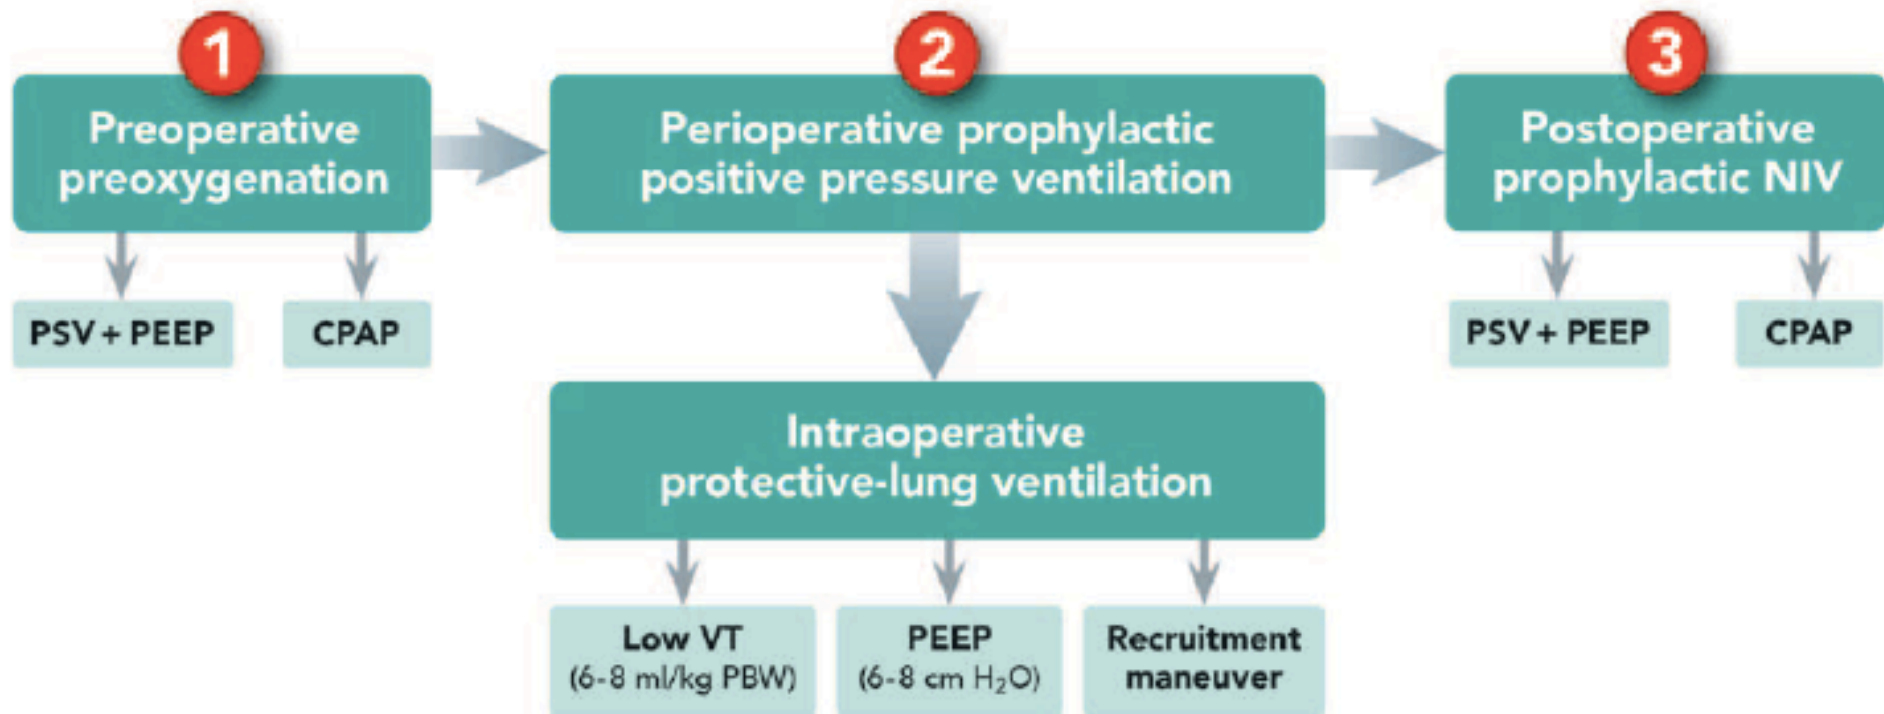 1
Preoperative
preoxygenation
PSV + PEEP
CPAP
2
Perioperative prophylactic
positive pressure ventilation
Intraoperative
protective-lung ventilation
Low VT
(6-8 ml/kg PBW)
PEEP
(6-8 cm H₂O)
Recruitment
maneuver
3
Postoperative
prophylactic NIV
PSV + PEEP
CPAP